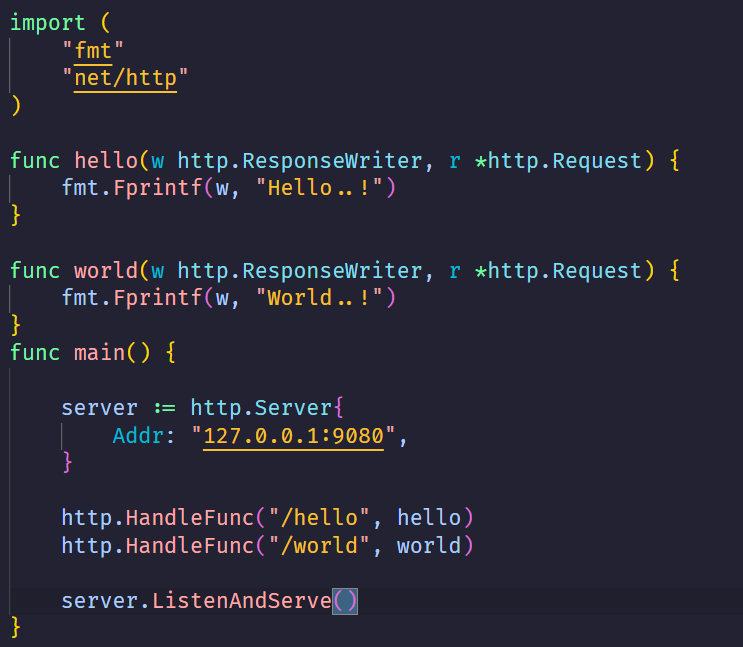 import (
    "fmt"
    "net/http"
)

func hello(w http.ResponseWriter, r *http.Request) {
    fmt.Fprintf(w, "Hello..!")
}

func world(w http.ResponseWriter, r *http.Request) {
    fmt.Fprintf(w, "World..!")
}
func main() {

    server := http.Server{
        Addr: "127.0.0.1:9080",
    }

    http.HandleFunc("/hello", hello)
    http.HandleFunc("/world", world)

    server.ListenAndServe()
}